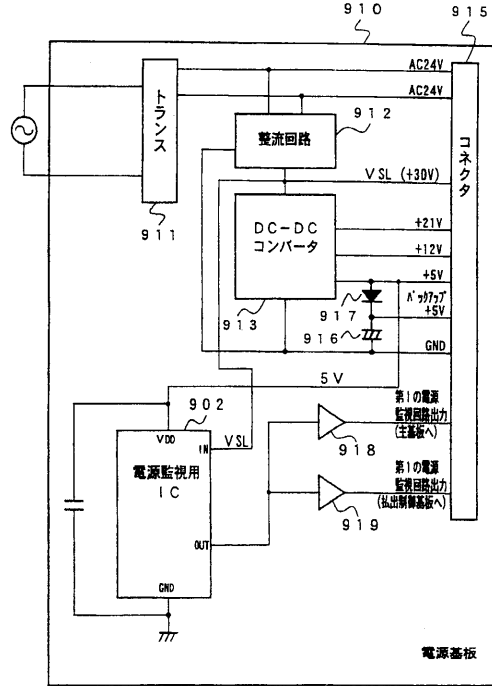 910
915
AC24V
AC24V
トランス
911
整流回路
912
VSL (+30V)
コネクタ
DC-DC
コンバータ
913
+21V
+12V
+5V
917
バックアップ
+5V
916
GND
5V
902
VDD
IN
VSL
電源監視用
IC
OUT
GND
第1の電源
監視回路出力
(主基板へ)
918
第1の電源
監視回路出力
(払出制御基板へ)
919
電源基板